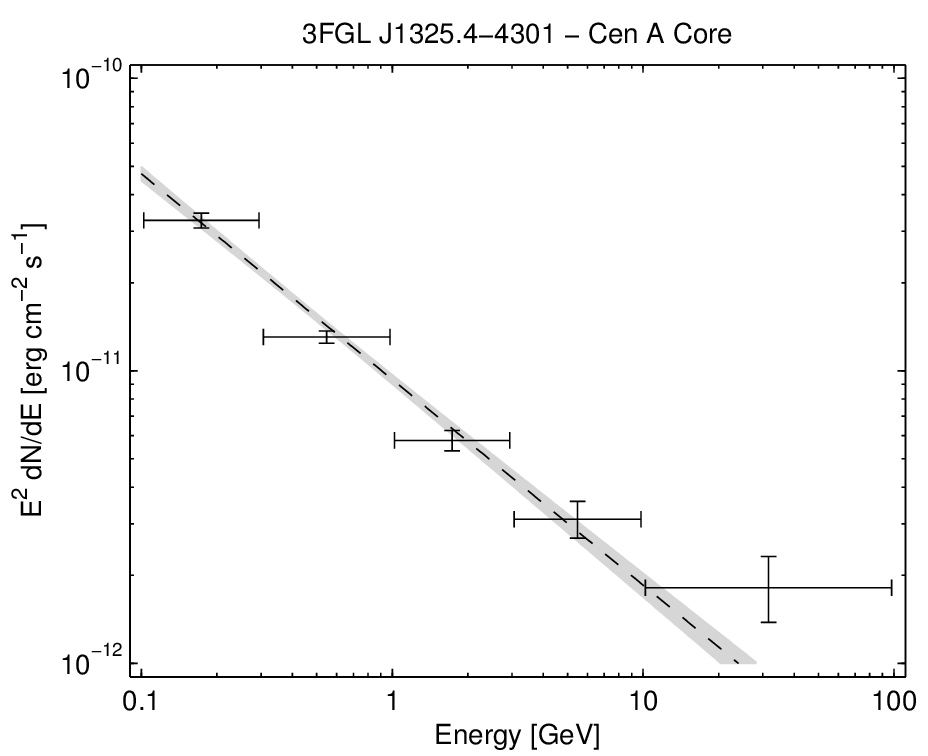 3FGL J1325.4−4301 − Cen A Core
10⁻¹⁰
10⁻¹¹
10⁻¹²
E² dN/dE [erg cm⁻² s⁻¹]
0.1 1 10 100
Energy [GeV]